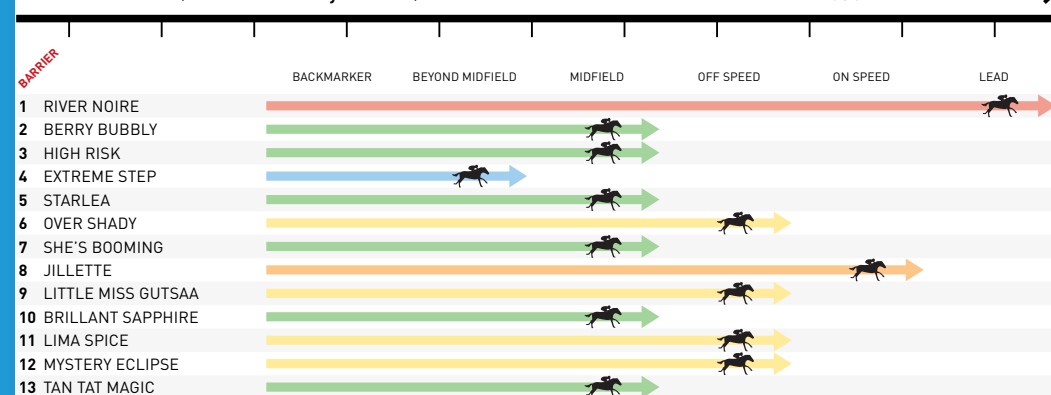 BARRIER
BACKMARKER BEYOND MIDFIELD MIDFIELD OFF SPEED ON SPEED LEAD
1 RIVER NOIRE
2 BERRY BUBBLY
3 HIGH RISK
4 EXTREME STEP
5 STARLEA
6 OVER SHADY
7 SHE'S BOOMING
8 JILLETTE
9 LITTLE MISS GUTSAA
10 BRILLANT SAPPHIRE
11 LIMA SPICE
12 MYSTERY ECLIPSE
13 TAN TAT MAGIC